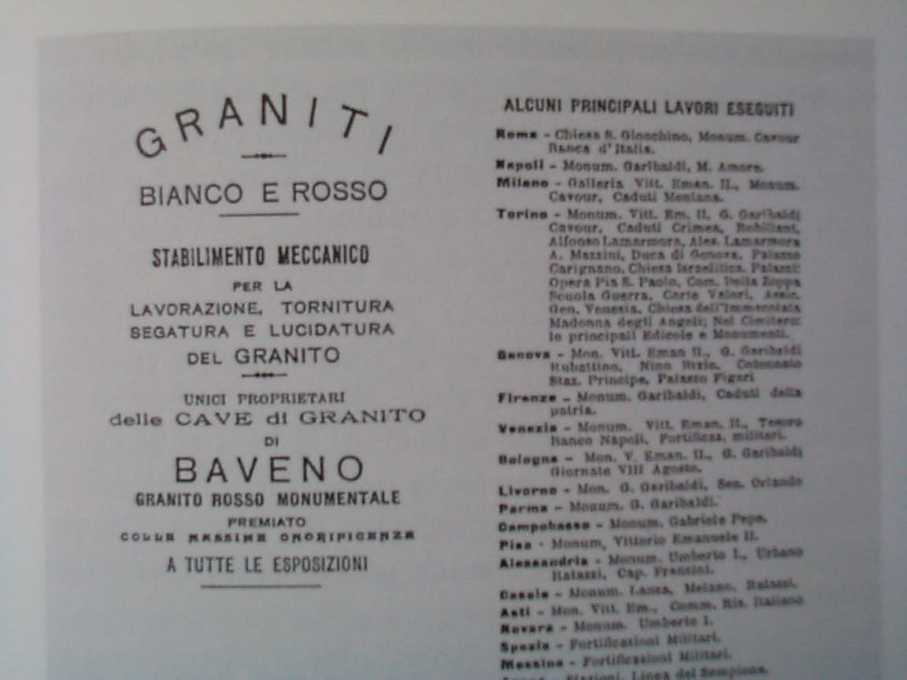 GRANITI
BIANCO E ROSSO
STABILIMENTO MECCANICO
PER LA
LAVORAZIONE, TORNITURA
SEGATURA E LUCIDATURA
DEL GRANITO
UNICI PROPRIETARI
delle CAVE di GRANITO
DI
BAVENO
GRANITO ROSSO MONUMENTALE
PREMIATO
COLLE MASSIME ONORIFICENZE
A TUTTE LE ESPOSIZIONI
ALCUNI PRINCIPALI LAVORI ESEGUITI
Roma - Chiesa S. Gioachino, Monum. Cavour
Banca d'Italia.
Napoli - Monum. Garibaldi, M. Amore.
Milano - Galleria Vitt. Eman. II., Monum.
Cavour, Caduti Mentana.
Torino - Monum. Vitt. Em. II, G. Garibaldi
Cavour, Caduti Crimea, Robilant,
Alfonso Lamarmora, Ales. Lamarmora
A. Mazzini, Duca di Genova, Palazzo
Carignano, Chiesa Israelitica, Palazzi:
Opera Pia S. Paolo, Com. Della Zoppa
Scuola Guerra, Carte Valori, Assic.
Gen. Venezia, Chiesa dell'Immacolata
Madonna degli Angeli; Nel Cimitero:
le principali Edicole e Monumenti.
Genova - Mon. Vitt. Eman II., G. Garibaldi
Rubattino, Nino Bixio, Colonnato
Staz. Principe, Palazzo Figari
Firenze - Monum. Garibaldi, Caduti della
patria.
Venezia - Monum. Vitt. Eman. II., Tesoro
Banco Napoli, Fortifizaz. militari.
Bologna - Mon. V. Eman. II., G. Garibaldi
Giornate VIII Agosto.
Livorno - Mon. G. Garibaldi, Sen. Orlando
Parma - Monum. G. Garibaldi.
Campobasso - Monum. Gabriele Pepe.
Pisa - Monum, Vittorio Emanuele II.
Alessandria - Monum. Umberto I., Urbano
Ratazzi, Cap. Franzini.
Casale - Monum. Lanza, Melano, Ratazzi.
Asti - Mon. Vitt. Em., Comm. Ris. Italiano
Novara - Monum. Umberto I.
Spezia - Fortificazioni Militari.
Messina - Fortificazioni Militari.
Stazioni, Linea del Sempione.